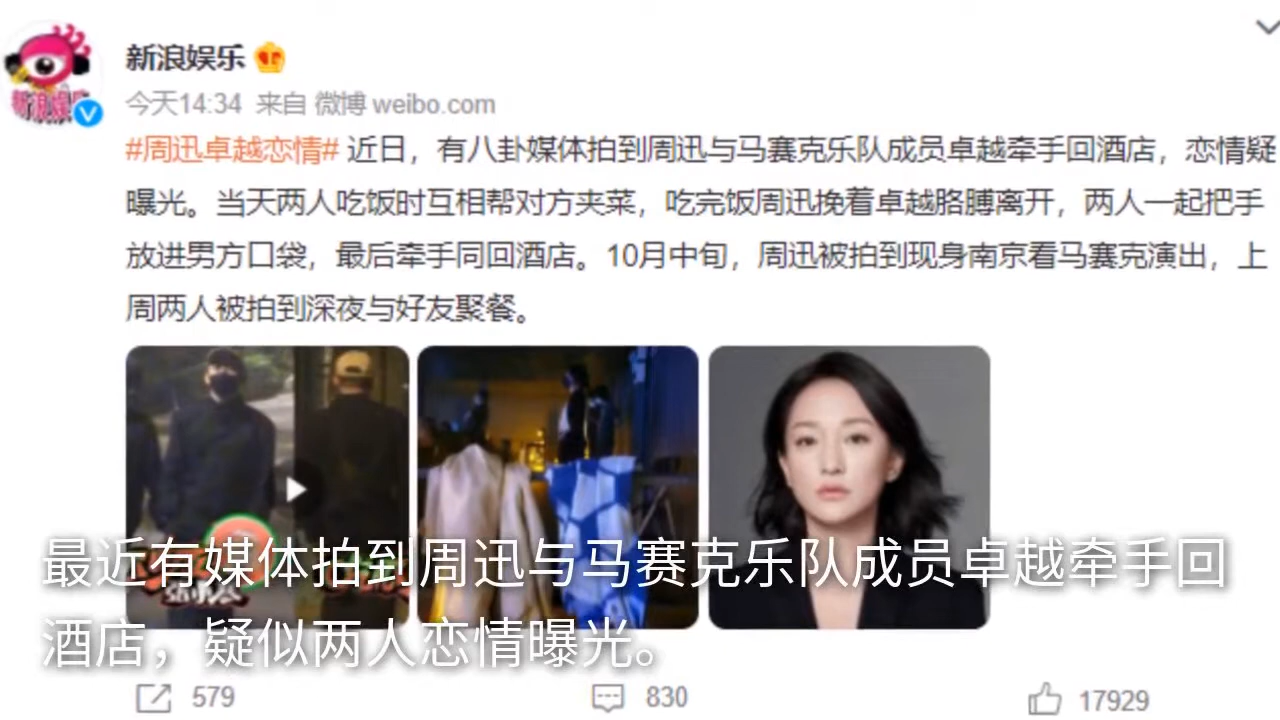 新浪娱乐
今天14:34 来自 微博 weibo.com
#周迅卓越恋情# 近日，有八卦媒体拍到周迅与马赛克乐队成员卓越牵手回酒店，恋情疑
曝光。当天两人吃饭时互相帮对方夹菜，吃完饭周迅挽着卓越胳膊离开，两人一起把手
放进男方口袋，最后牵手同回酒店。10月中旬，周迅被拍到现身南京看马赛克演出，上
周两人被拍到深夜与好友聚餐。
最近有媒体拍到周迅与马赛克乐队成员卓越牵手回
酒店，疑似两人恋情曝光。
579
830
17929